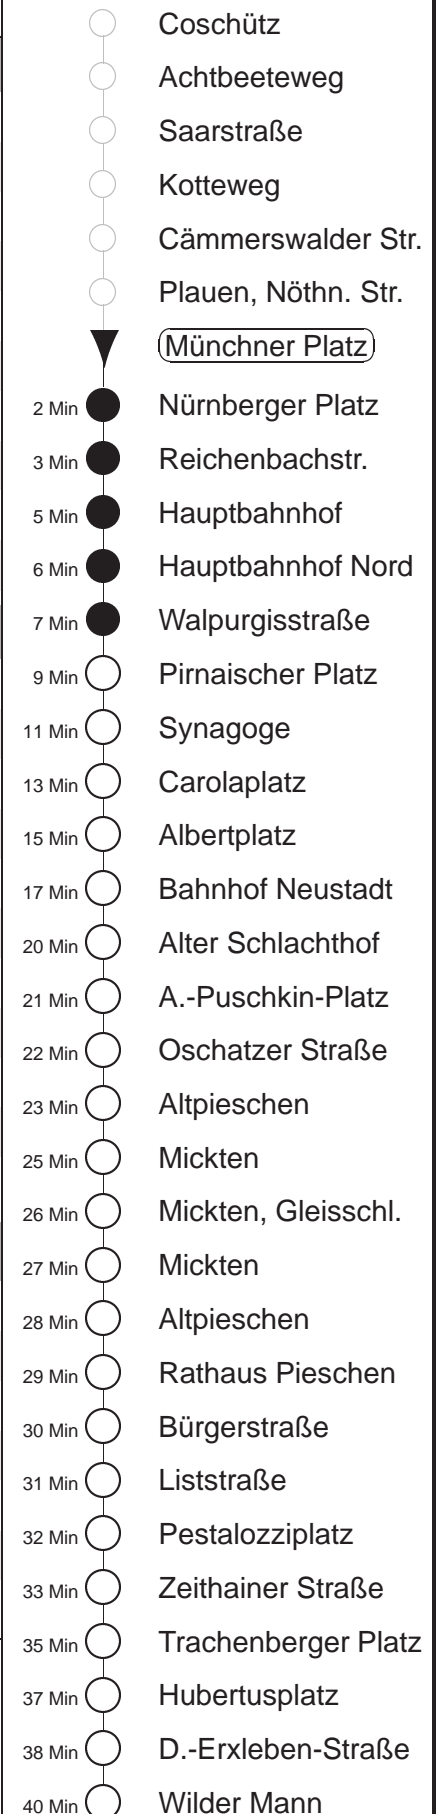 Coschütz
Achtbeeteweg
Saarstraße
Kotteweg
Cämmerswalder Str.
Plauen, Nöthn. Str.
Münchner Platz
2 Min Nürnberger Platz
3 Min Reichenbachstr.
5 Min Hauptbahnhof
6 Min Hauptbahnhof Nord
7 Min Walpurgisstraße
9 Min Pirnaischer Platz
11 Min Synagoge
13 Min Carolaplatz
15 Min Albertplatz
17 Min Bahnhof Neustadt
20 Min Alter Schlachthof
21 Min A.-Puschkin-Platz
22 Min Oschatzer Straße
23 Min Altpieschen
25 Min Mickten
26 Min Mickten, Gleisschl.
27 Min Mickten
28 Min Altpieschen
29 Min Rathaus Pieschen
30 Min Bürgerstraße
31 Min Liststraße
32 Min Pestalozziplatz
33 Min Zeithainer Straße
35 Min Trachenberger Platz
37 Min Hubertusplatz
38 Min D.-Erxleben-Straße
40 Min Wilder Mann